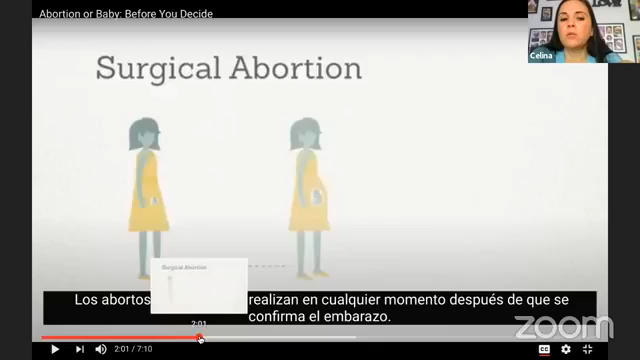 Abortion or Baby: Before You Decide
Celina
Surgical Abortion
Surgical Abortion
2:01
Los abortos realizan en cualquier momento después de que se
confirma el embarazo.
2:01 / 7:10
CC
zoom